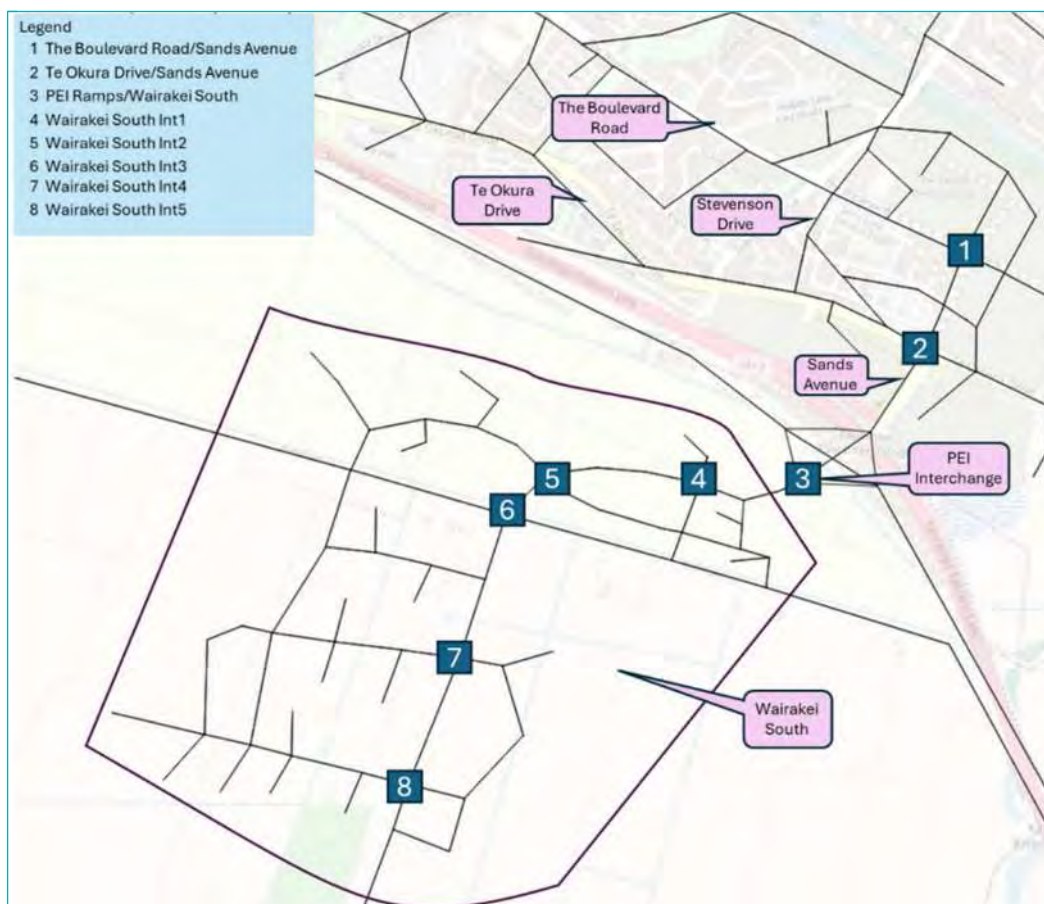 Legend
1 The Boulevard Road/Sands Avenue
2 Te Okura Drive/Sands Avenue
3 PEI Ramps/Wairakei South
4 Wairakei South Int1
5 Wairakei South Int2
6 Wairakei South Int3
7 Wairakei South Int4
8 Wairakei South Int5
The Boulevard
Road
Te Okura
Drive
Stevenson
Drive
1
2
Sands
Avenue
PEI
Interchange
3
4
5
6
7
Wairakei
South
8